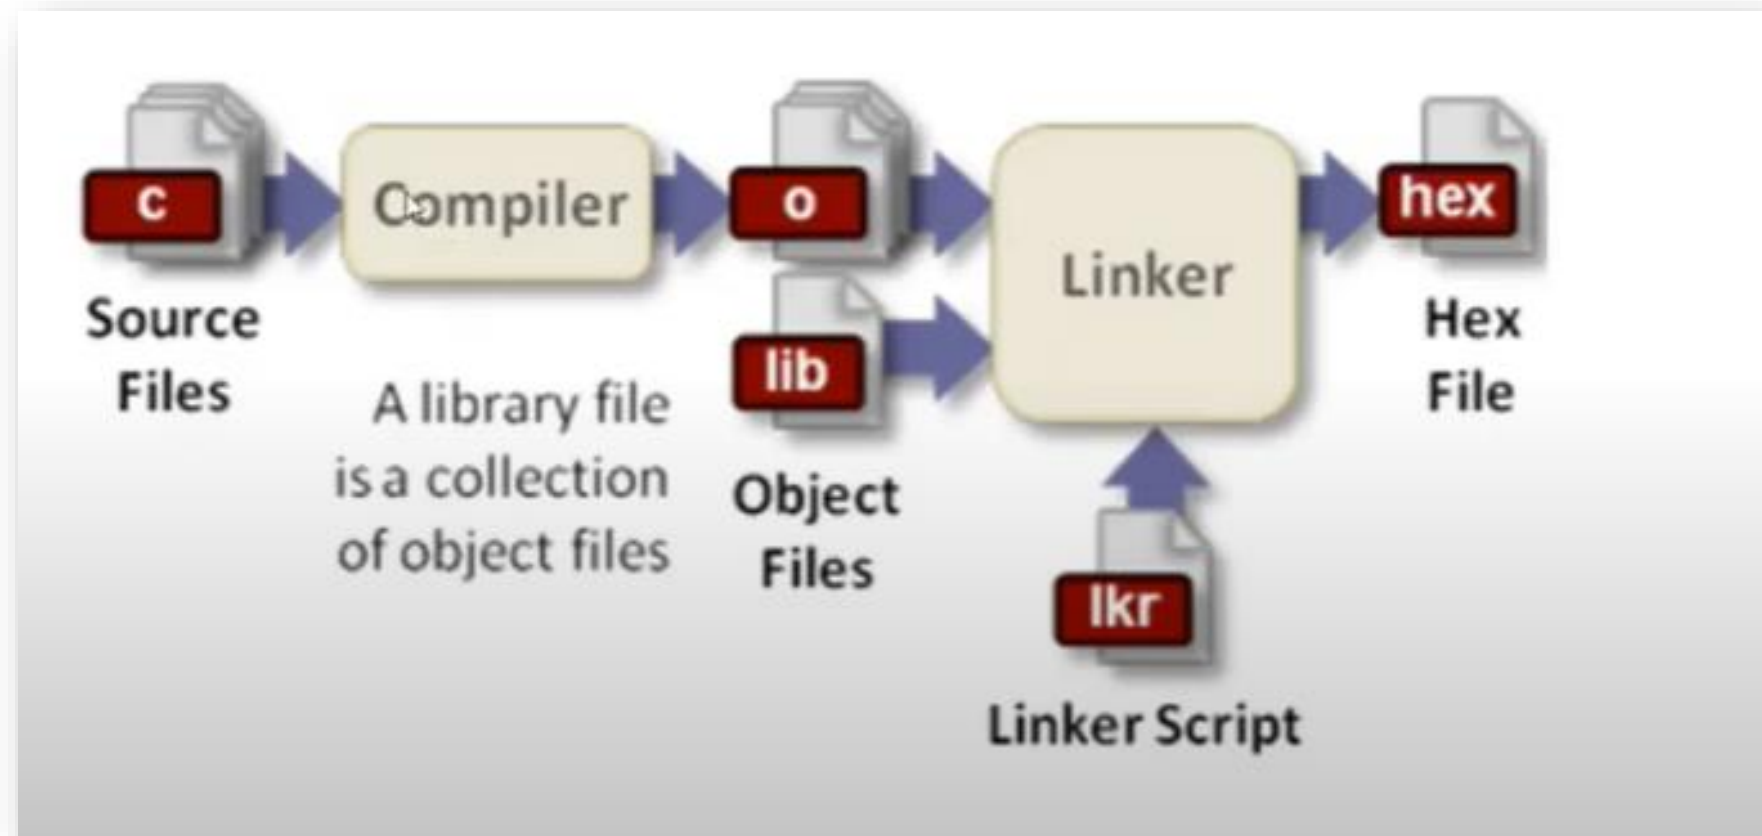 c
Compiler
o
Linker
hex
Source
Files
A library file
is a collection
of object files
lib
Object
Files
lkr
Linker Script
Hex
File